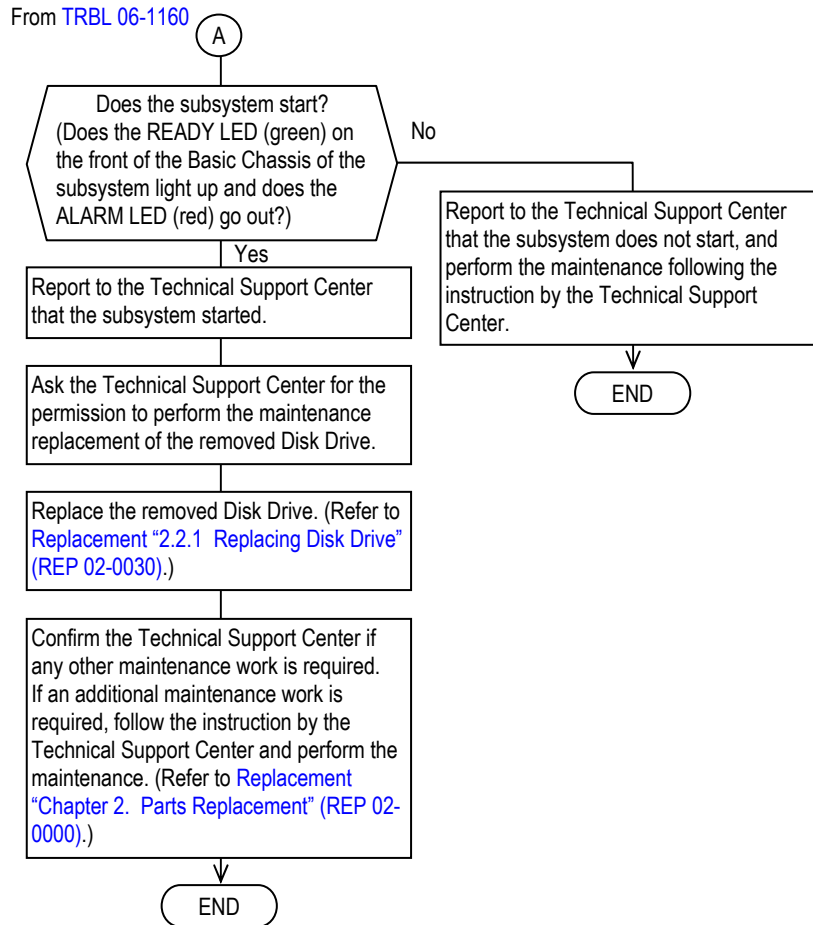 From TRBL 06-1160
A
Does the subsystem start?
(Does the READY LED (green) on
the front of the Basic Chassis of the
subsystem light up and does the
ALARM LED (red) go out?)
No
Yes
Report to the Technical Support Center
that the subsystem does not start, and
perform the maintenance following the
instruction by the Technical Support
Center.
END
Report to the Technical Support Center
that the subsystem started.
Ask the Technical Support Center for the
permission to perform the maintenance
replacement of the removed Disk Drive.
Replace the removed Disk Drive. (Refer to
Replacement “2.2.1  Replacing Disk Drive”
(REP 02-0030).)
Confirm the Technical Support Center if
any other maintenance work is required.
If an additional maintenance work is
required, follow the instruction by the
Technical Support Center and perform the
maintenance. (Refer to Replacement
“Chapter 2.  Parts Replacement” (REP 02-
0000).)
END